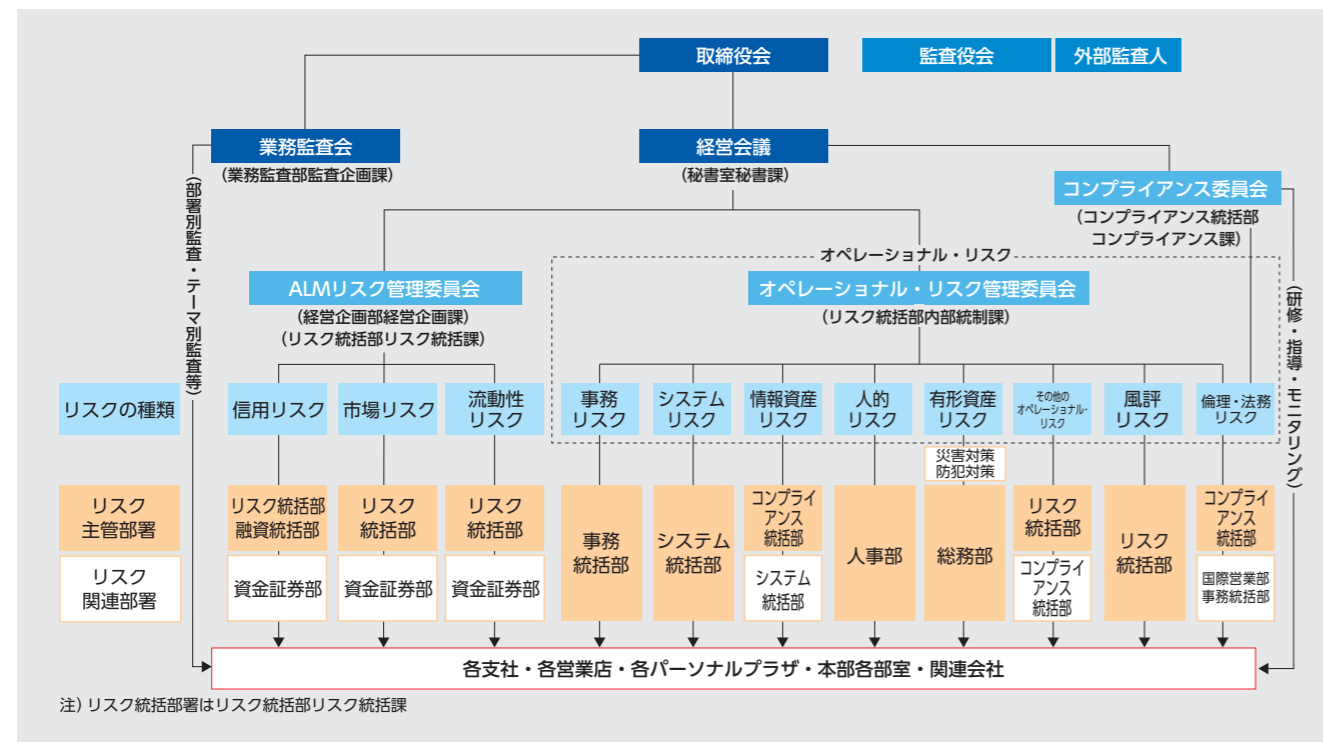 取締役会
監査役会
外部監査人
業務監査会
(業務監査部監査企画課)
経営会議
(秘書室秘書課)
コンプライアンス委員会
(コンプライアンス統括部
コンプライアンス課)
(部署別監査・テーマ別監査等)
(研修・指導・モニタリング)
オペレーショナル・リスク
ALMリスク管理委員会
(経営企画部経営企画課)
(リスク統括部リスク統括課)
オペレーショナル・リスク管理委員会
(リスク統括部内部統制課)
リスクの種類
信用リスク
市場リスク
流動性
リスク
事務
リスク
システム
リスク
情報資産
リスク
人的
リスク
有形資産
リスク
その他の
オペレーショナル・
リスク
風評
リスク
倫理・法務
リスク
災害対策
防犯対策
リスク
主管部署
リスク統括部
融資統括部
リスク
統括部
リスク
統括部
事務
統括部
システム
統括部
コンプライ
アンス
統括部
人事部
総務部
リスク
統括部
リスク
統括部
コンプライ
アンス
統括部
リスク
関連部署
資金証券部
資金証券部
資金証券部
システム
統括部
コンプライ
アンス
統括部
国際営業部
事務統括部
各支社・各営業店・各パーソナルプラザ・本部各部室・関連会社
注）リスク統括部署はリスク統括部リスク統括課